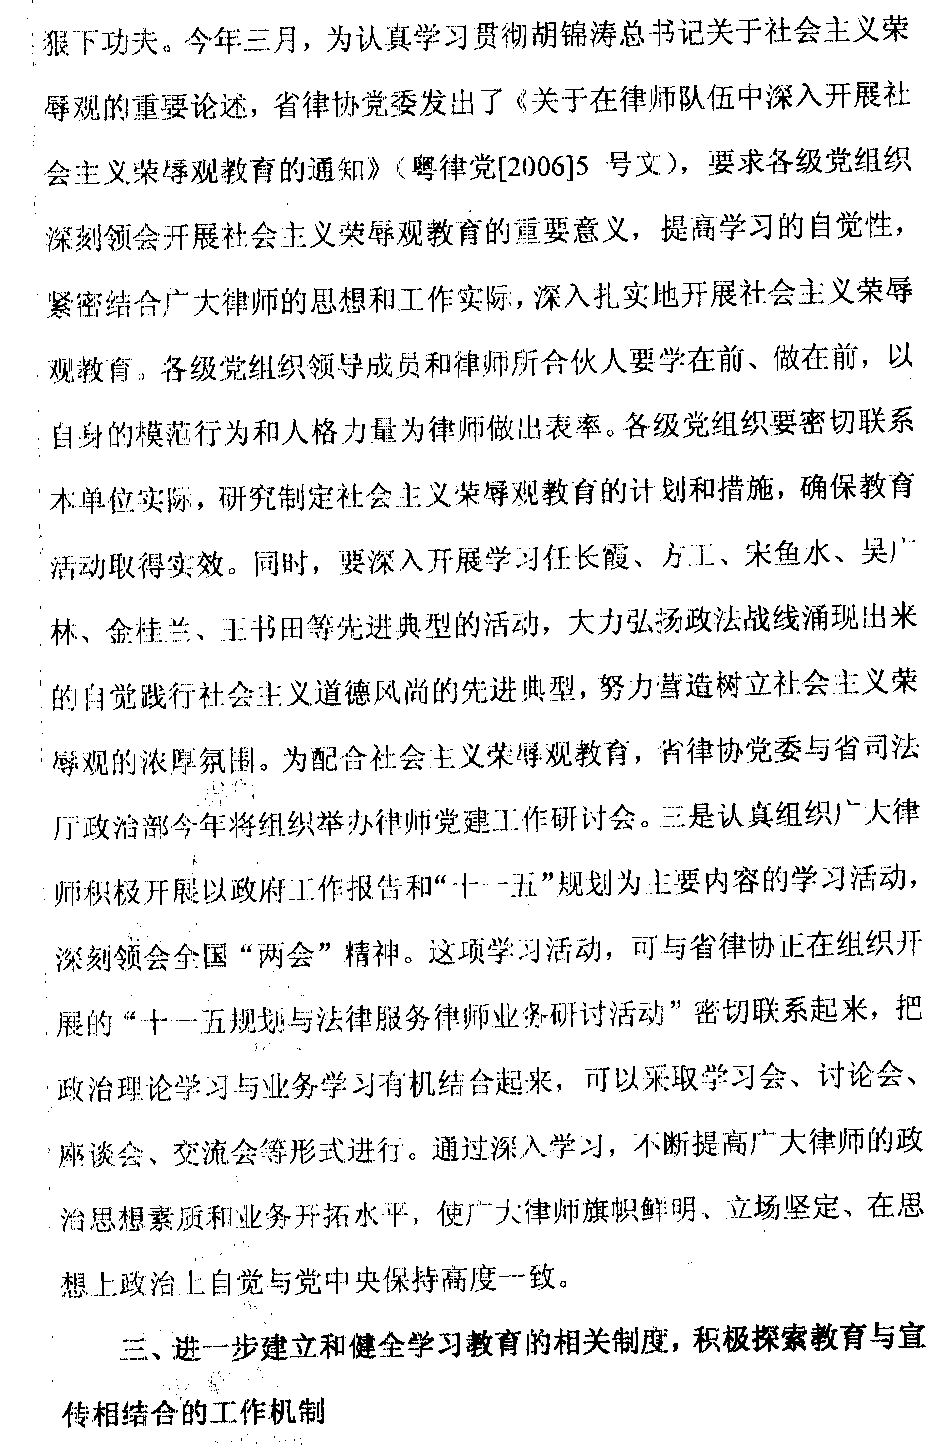 狠下功夫。今年三月，为认真学习贯彻胡锦涛总书记关于社会主义荣
辱观的重要论述，省律协党委发出了《关于在律师队伍中深入开展社
会主义荣辱观教育的通知》（粤律党[2006]5 号文），要求各级党组织
深刻领会开展社会主义荣辱观教育的重要意义，提高学习的自觉性，
紧密结合广大律师的思想和工作实际，深入扎实地开展社会主义荣辱
观教育。各级党组织领导成员和律师所合伙人要学在前、做在前，以
自身的模范行为和人格力量为律师做出表率。各级党组织要密切联系
本单位实际，研究制定社会主义荣辱观教育的计划和措施，确保教育
活动取得实效。同时，要深入开展学习任长霞、方工、宋鱼水、吴广
林、金桂兰、王书田等先进典型的活动，大力弘扬政法战线涌现出来
的自觉践行社会主义道德风尚的先进典型，努力营造树立社会主义荣
辱观的浓厚氛围。为配合社会主义荣辱观教育，省律协党委与省司法
厅政治部今年将组织举办律师党建工作研讨会。三是认真组织广大律
师积极开展以政府工作报告和“十一五”规划为主要内容的学习活动，
深刻领会全国“两会”精神。这项学习活动，可与省律协正在组织开
展的“十一五规划与法律服务律师业务研讨活动”密切联系起来，把
政治理论学习与业务学习有机结合起来，可以采取学习会、讨论会、
座谈会、交流会等形式进行。通过深入学习，不断提高广大律师的政
治思想素质和业务开拓水平，使广大律师旗帜鲜明、立场坚定、在思
想上政治上自觉与党中央保持高度一致。
三、进一步建立和健全学习教育的相关制度，积极探索教育与宣
传相结合的工作机制